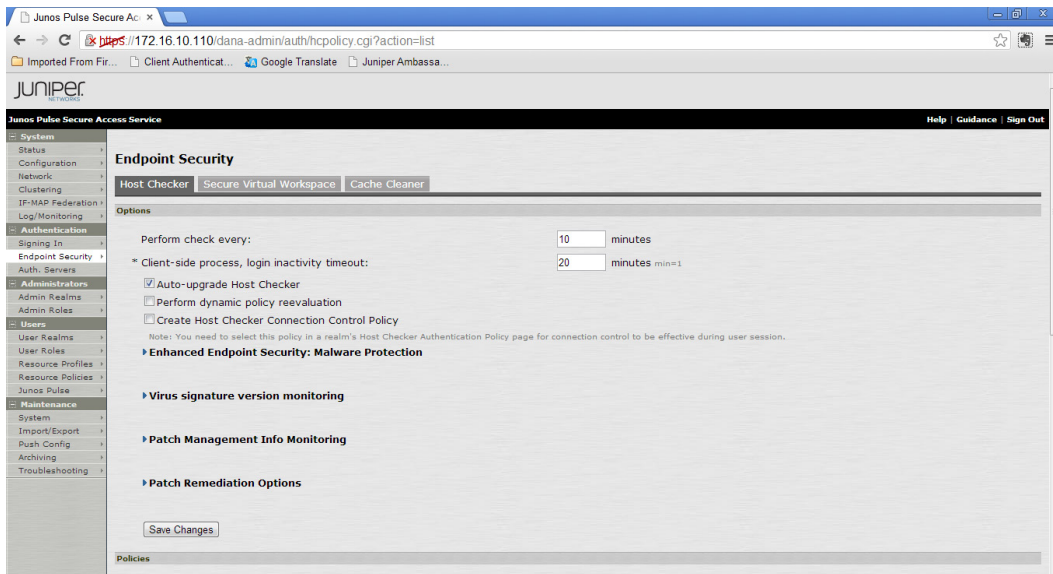 Junos Pulse Secure Acc
https://172.16.10.110/dana-admin/auth/hcpolicy.cgi?action=list
Imported From Fir... Client Authenticat... Google Translate Juniper Ambassa...
JUNIPER
NETWORKS
Junos Pulse Secure Access Service
Help | Guidance | Sign Out
System
Status
Configuration
Network
Clustering
IF-MAP Federation
Log/Monitoring
Authentication
Signing In
Endpoint Security
Auth. Servers
Administrators
Admin Realms
Admin Roles
Users
User Realms
User Roles
Resource Profiles
Resource Policies
Junos Pulse
Maintenance
System
Import/Export
Push Config
Archiving
Troubleshooting
Endpoint Security
Host Checker Secure Virtual Workspace Cache Cleaner
Options
Perform check every: 10 minutes
* Client-side process, login inactivity timeout: 20 minutes min=1
Auto-upgrade Host Checker
Perform dynamic policy reevaluation
Create Host Checker Connection Control Policy
Note: You need to select this policy in a realm's Host Checker Authentication Policy page for connection control to be effective during user session.
Enhanced Endpoint Security: Malware Protection
Virus signature version monitoring
Patch Management Info Monitoring
Patch Remediation Options
Save Changes
Policies